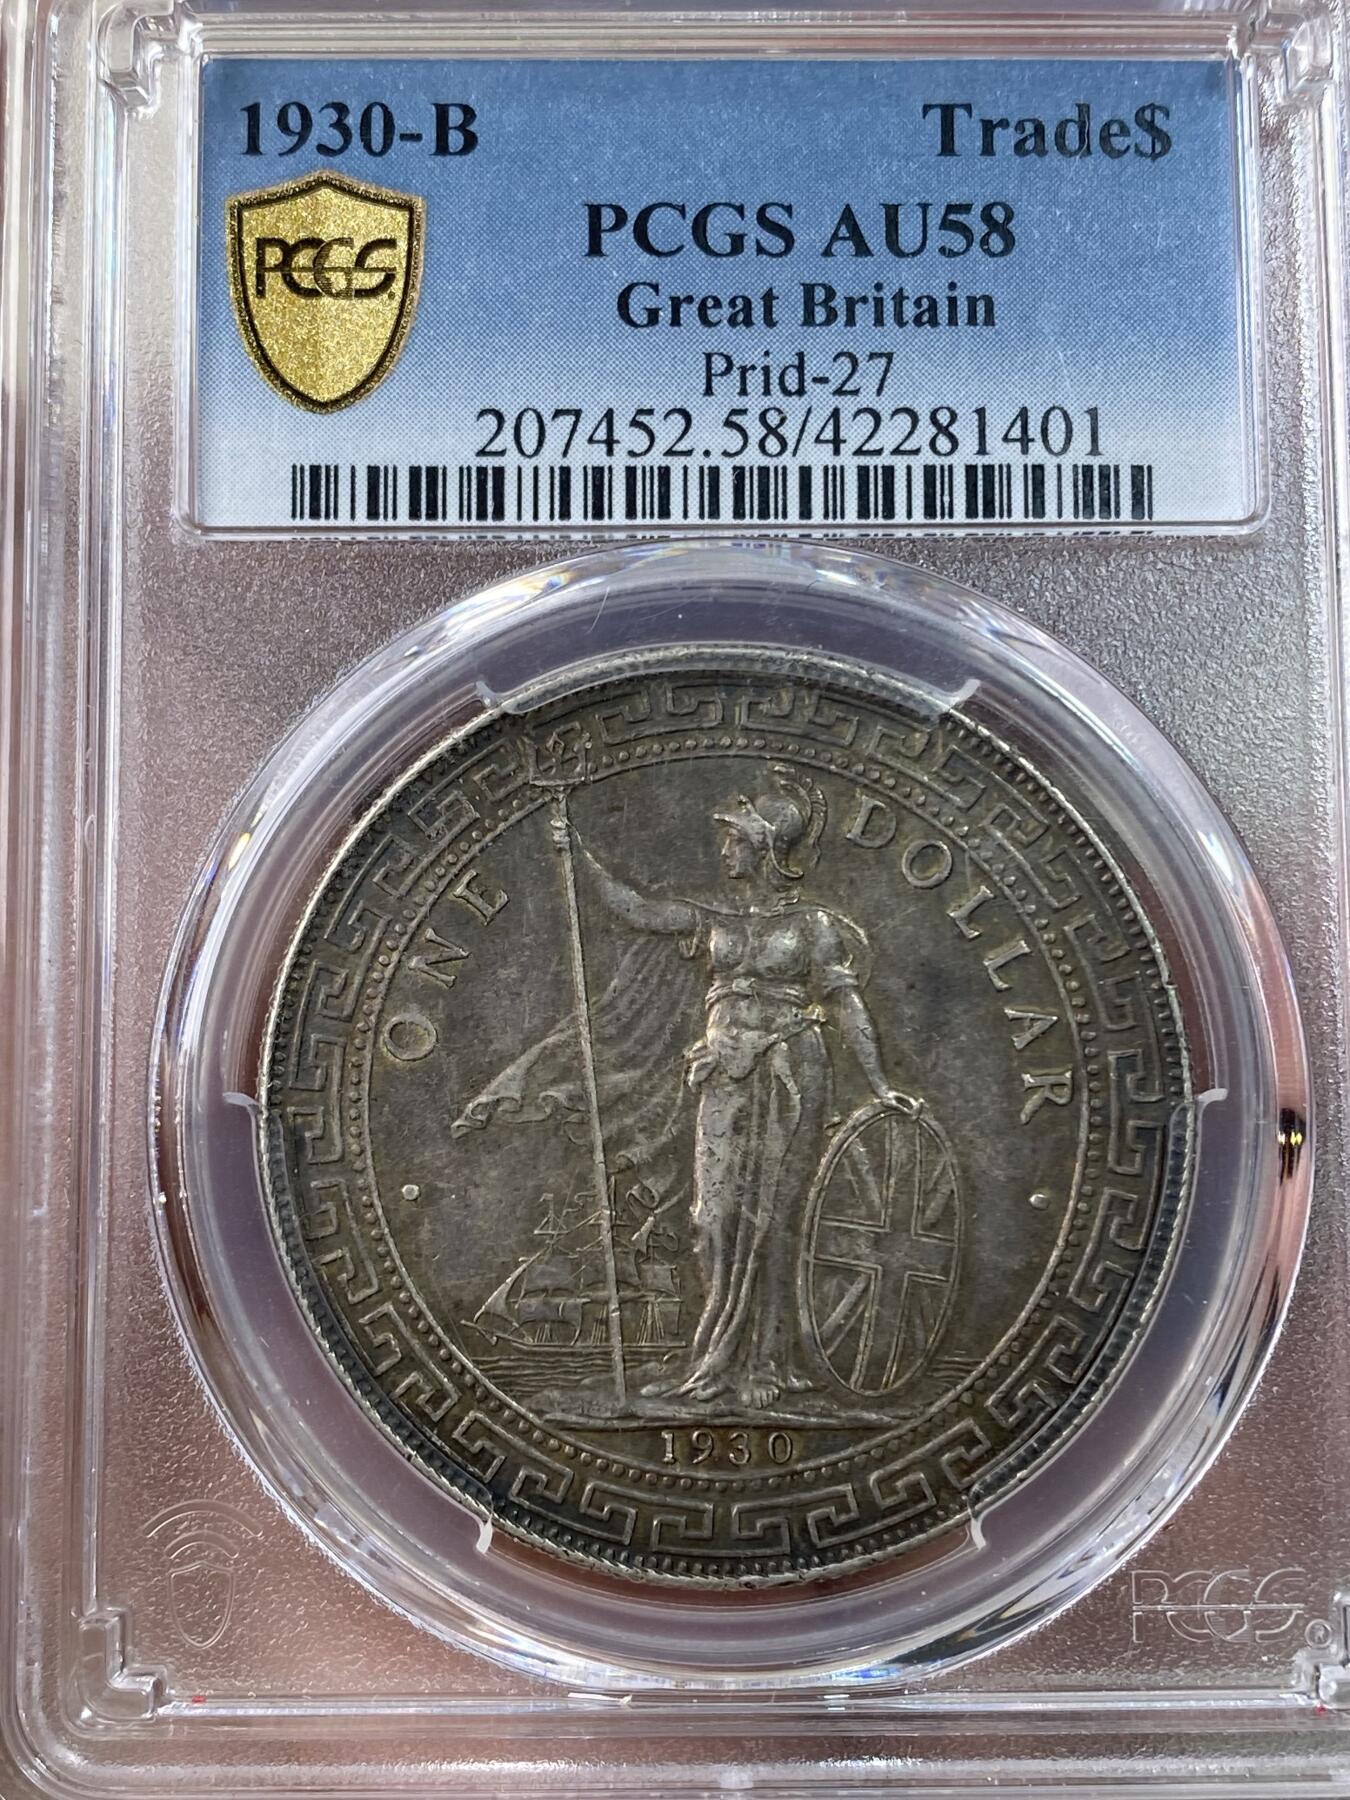 1930-B Trade$
PCGS
PCGS AU58
Great Britain
Prid-27
207452.58/42281401
ONE DOLLAR
1930
PCGS